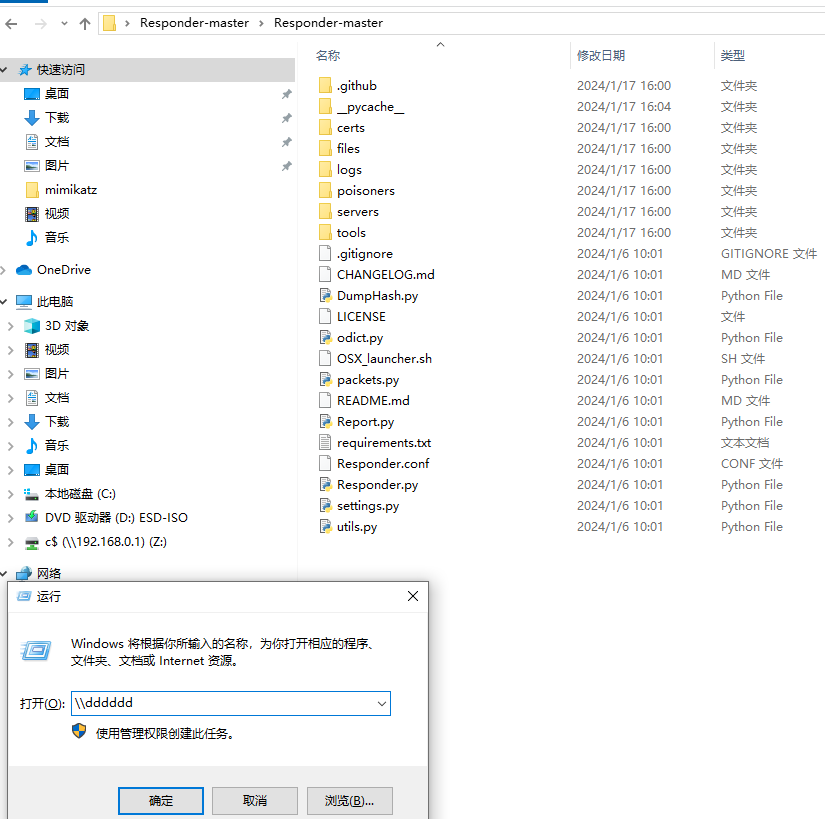 Responder-master › Responder-master
名称 修改日期 类型
快速访问
桌面
下载
文档
图片
mimikatz
视频
音乐
OneDrive
此电脑
3D 对象
视频
图片
文档
下载
音乐
桌面
本地磁盘 (C:)
DVD 驱动器 (D:) ESD-ISO
c$ (\\192.168.0.1) (Z:)
网络
.github 2024/1/17 16:00 文件夹
__pycache__ 2024/1/17 16:04 文件夹
certs 2024/1/17 16:00 文件夹
files 2024/1/17 16:00 文件夹
logs 2024/1/17 16:00 文件夹
poisoners 2024/1/17 16:00 文件夹
servers 2024/1/17 16:00 文件夹
tools 2024/1/17 16:00 文件夹
.gitignore 2024/1/6 10:01 GITIGNORE 文件
CHANGELOG.md 2024/1/6 10:01 MD 文件
DumpHash.py 2024/1/6 10:01 Python File
LICENSE 2024/1/6 10:01 文件
odict.py 2024/1/6 10:01 Python File
OSX_launcher.sh 2024/1/6 10:01 SH 文件
packets.py 2024/1/6 10:01 Python File
README.md 2024/1/6 10:01 MD 文件
Report.py 2024/1/6 10:01 Python File
requirements.txt 2024/1/6 10:01 文本文档
Responder.conf 2024/1/6 10:01 CONF 文件
Responder.py 2024/1/6 10:01 Python File
settings.py 2024/1/6 10:01 Python File
utils.py 2024/1/6 10:01 Python File
运行
Windows 将根据你所输入的名称，为你打开相应的程序、
文件夹、文档或 Internet 资源。
打开(O): \\dddddd
使用管理权限创建此任务。
确定 取消 浏览(B)...